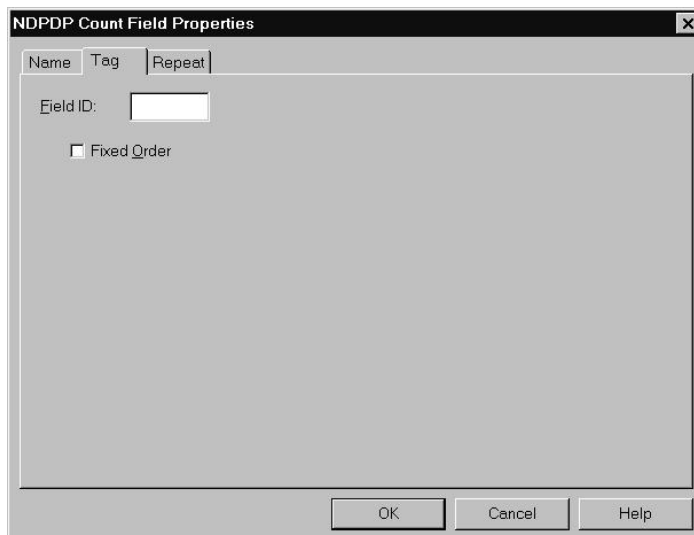 NDPDP Count Field Properties
Name Tag Repeat
Field ID:
Fixed Order
OK Cancel Help